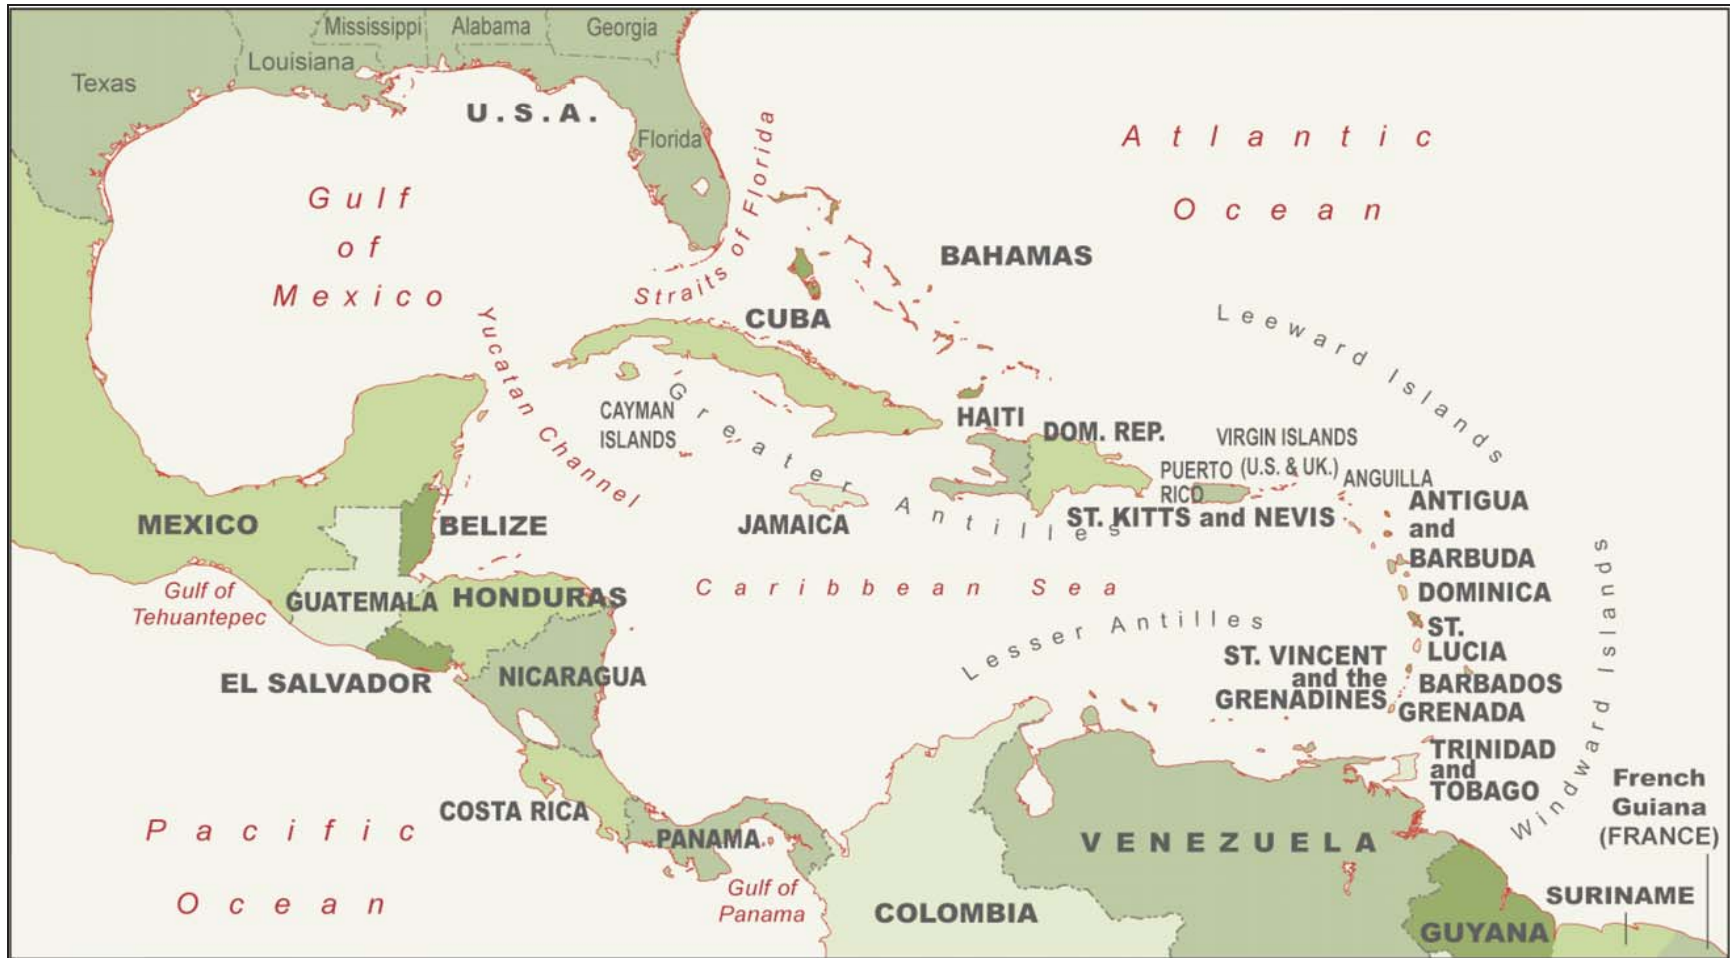 Mississippi
Alabama
Georgia
Louisiana
Texas
U.S.A.
Florida
Atlantic
Ocean
Gulf
of
Mexico
Straits of Florida
BAHAMAS
CUBA
Yucatan Channel
Leeward Islands
CAYMAN
ISLANDS
Greater Antilles
HAITI
DOM. REP.
VIRGIN ISLANDS
(U.S. & UK.)
PUERTO
RICO
ANGUILLA
ANTIGUA
and
BARBUDA
MEXICO
BELIZE
JAMAICA
ST. KITTS and NEVIS
Caribbean Sea
DOMINICA
Gulf of
Tehuantepec
GUATEMALA
HONDURAS
Lesser Antilles
ST.
LUCIA
ST. VINCENT
and the
GRENADINES
BARBADOS
GRENADA
Windward Islands
EL SALVADOR
NICARAGUA
TRINIDAD
and
TOBAGO
French
Guiana
(FRANCE)
COSTA RICA
PANAMA
VENEZUELA
Pacific
Ocean
Gulf of
Panama
COLOMBIA
SURINAME
GUYANA